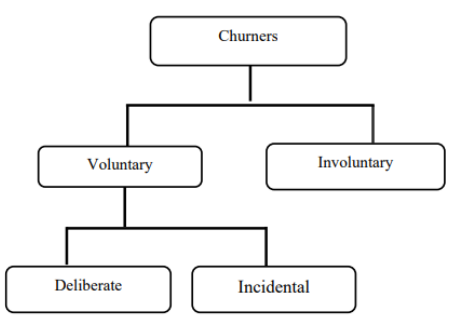 Churners
Voluntary
Involuntary
Deliberate
Incidental